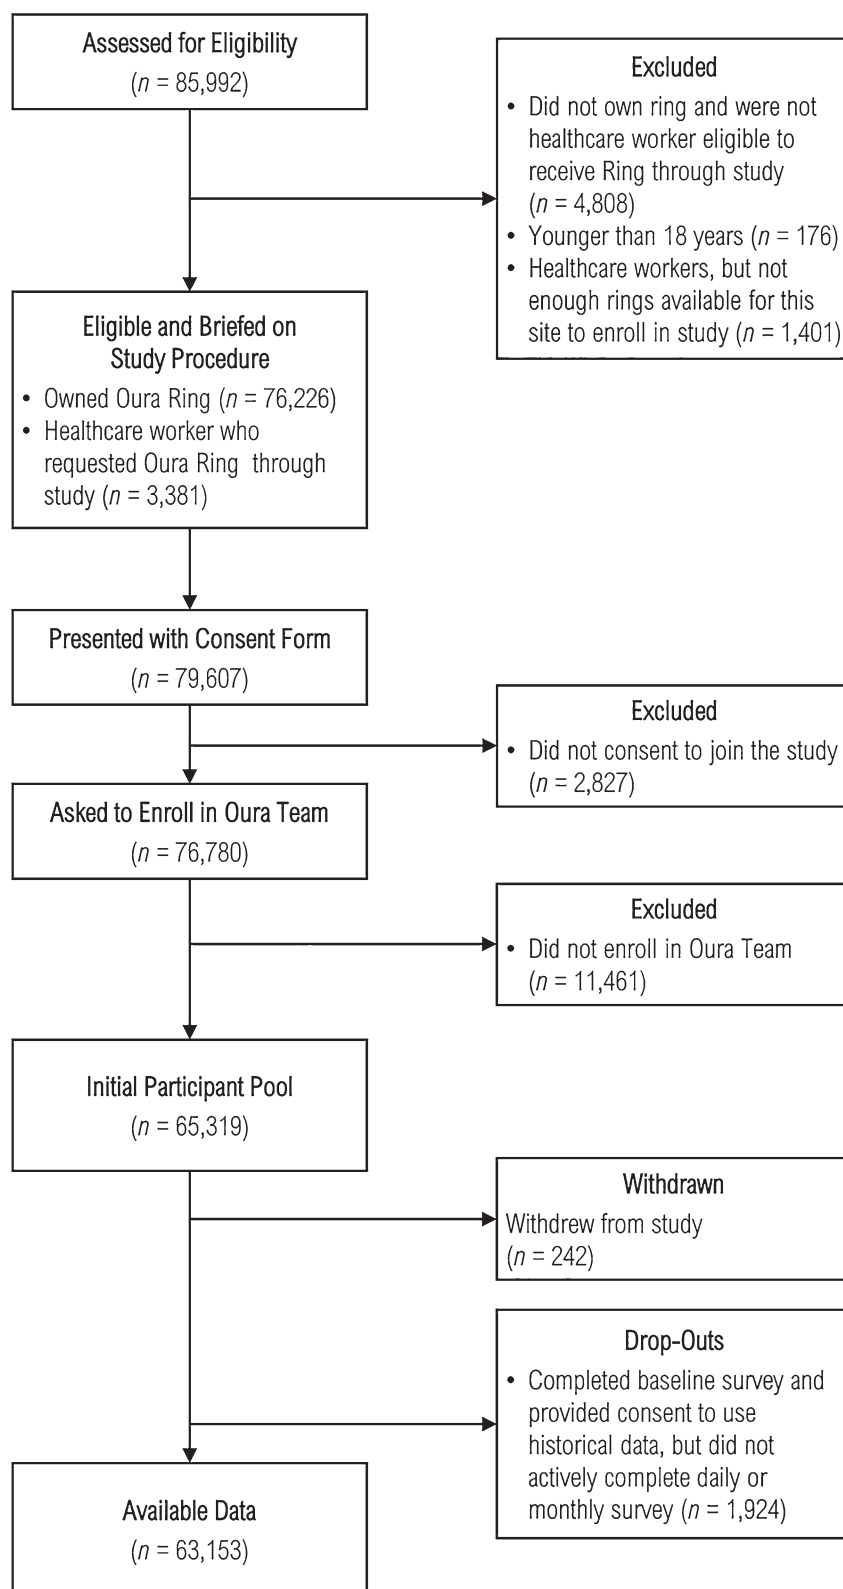 Assessed for Eligibility
(n = 85,992)
Excluded
• Did not own ring and were not
healthcare worker eligible to
receive Ring through study
(n = 4,808)
• Younger than 18 years (n = 176)
• Healthcare workers, but not
enough rings available for this
site to enroll in study (n = 1,401)
Eligible and Briefed on
Study Procedure
• Owned Oura Ring (n = 76,226)
• Healthcare worker who
requested Oura Ring through
study (n = 3,381)
Presented with Consent Form
(n = 79,607)
Excluded
• Did not consent to join the study
(n = 2,827)
Asked to Enroll in Oura Team
(n = 76,780)
Excluded
• Did not enroll in Oura Team
(n = 11,461)
Initial Participant Pool
(n = 65,319)
Withdrawn
Withdrew from study
(n = 242)
Drop-Outs
• Completed baseline survey and
provided consent to use
historical data, but did not
actively complete daily or
monthly survey (n = 1,924)
Available Data
(n = 63,153)